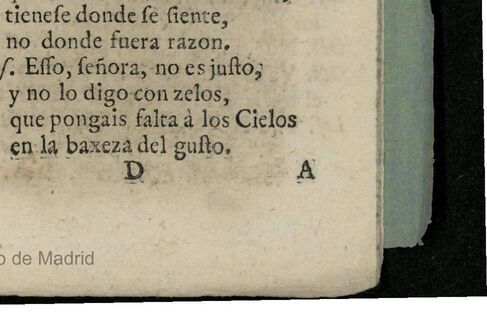 tienese donde se siente,
no donde fuera razon.
s. Esso, señora, no es justo,
y no lo digo con zelos,
que pongais falta à los Cielos
en la baxeza del gusto.
D A
o de Madrid